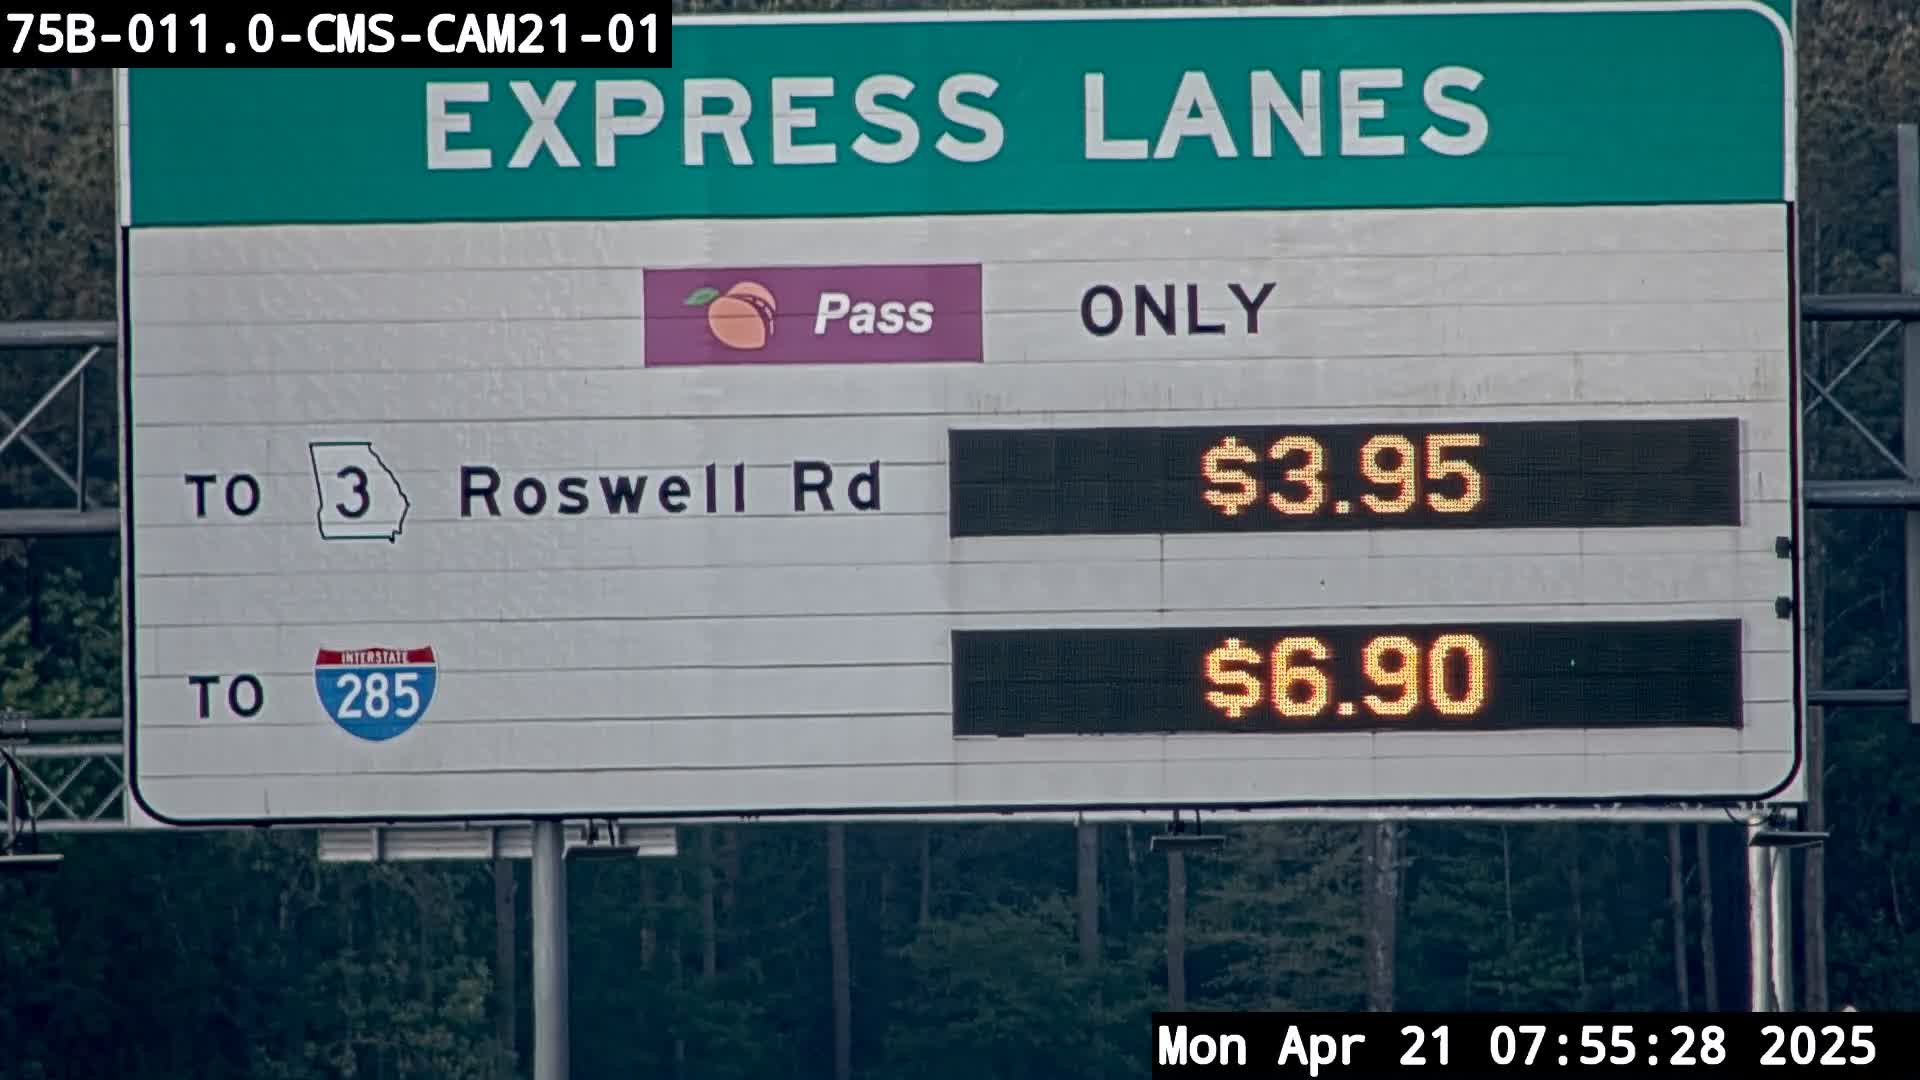 75B-011.0-CMS-CAM21-01
EXPRESS LANES
Pass ONLY
TO 3 Roswell Rd $3.95
TO INTERSTATE 285 $6.90
Mon Apr 21 07:55:28 2025